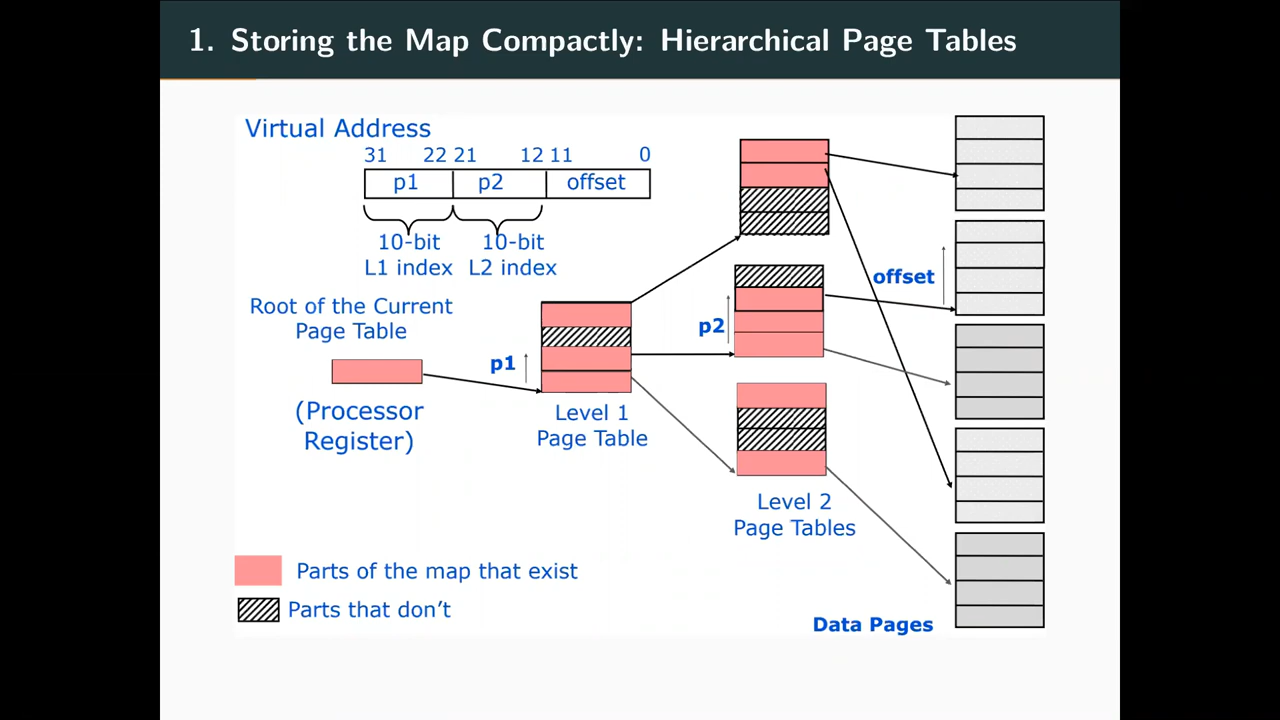 1. Storing the Map Compactly: Hierarchical Page Tables
Virtual Address
31 22 21 12 11 0
p1 p2 offset
10-bit
L1 index
10-bit
L2 index
Root of the Current
Page Table
(Processor
Register)
p1
Level 1
Page Table
p2
Level 2
Page Tables
offset
Parts of the map that exist
Parts that don't
Data Pages